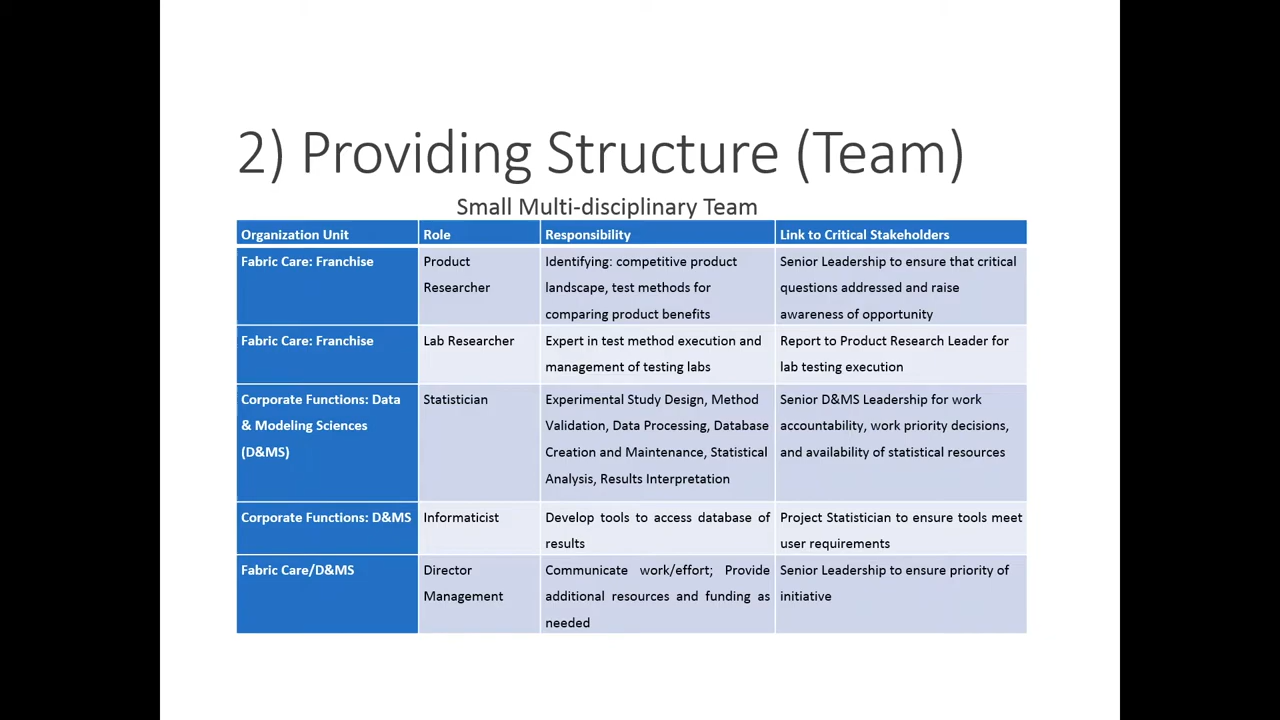 2) Providing Structure (Team)
Small Multi-disciplinary Team
Organization Unit
Role
Responsibility
Link to Critical Stakeholders
Fabric Care: Franchise
Product
Researcher
Identifying: competitive product
landscape, test methods for
comparing product benefits
Senior Leadership to ensure that critical
questions addressed and raise
awareness of opportunity
Fabric Care: Franchise
Lab Researcher
Expert in test method execution and
management of testing labs
Report to Product Research Leader for
lab testing execution
Corporate Functions: Data
& Modeling Sciences
(D&MS)
Statistician
Experimental Study Design, Method
Validation, Data Processing, Database
Creation and Maintenance, Statistical
Analysis, Results Interpretation
Senior D&MS Leadership for work
accountability, work priority decisions,
and availability of statistical resources
Corporate Functions: D&MS
Informaticist
Develop tools to access database of
results
Project Statistician to ensure tools meet
user requirements
Fabric Care/D&MS
Director
Management
Communicate work/effort; Provide
additional resources and funding as
needed
Senior Leadership to ensure priority of
initiative